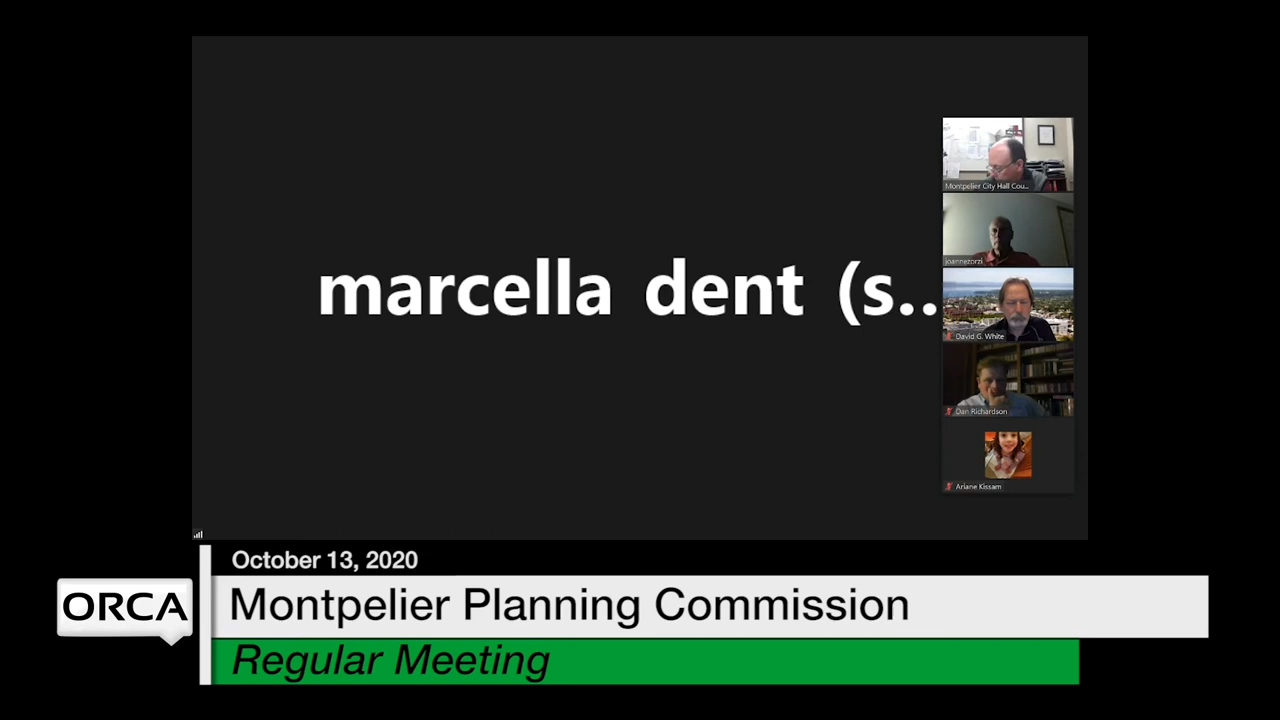 marcella dent (s...
Montpelier City Hall Cou...
joannezorzi
David G. White
Dan Richardson
Ariane Kissam
October 13, 2020
ORCA
Montpelier Planning Commission
Regular Meeting